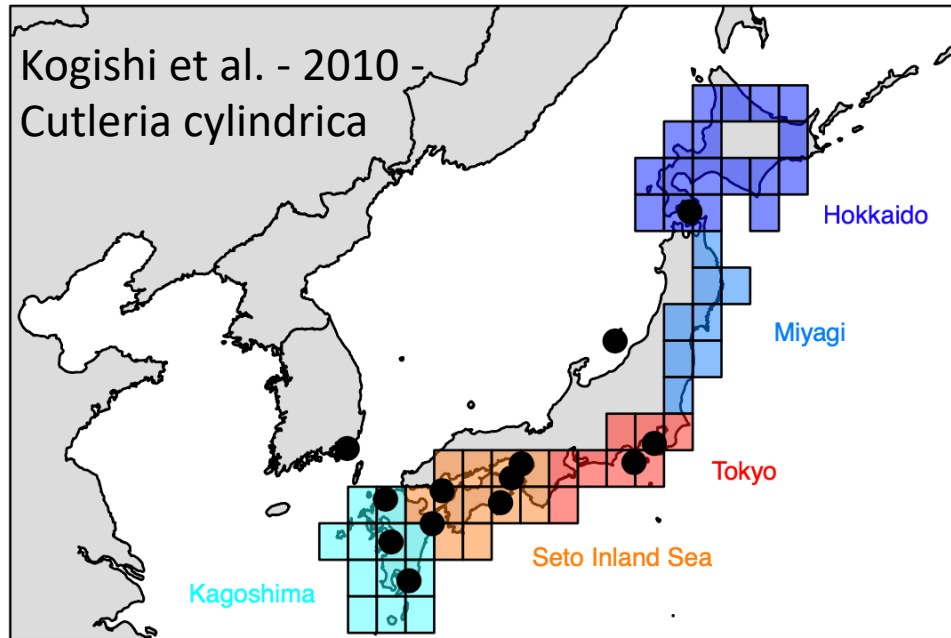 Kogishi et al. - 2010 -
Cutleria cylindrica
Hokkaido
Miyagi
Tokyo
Seto Inland Sea
Kagoshima